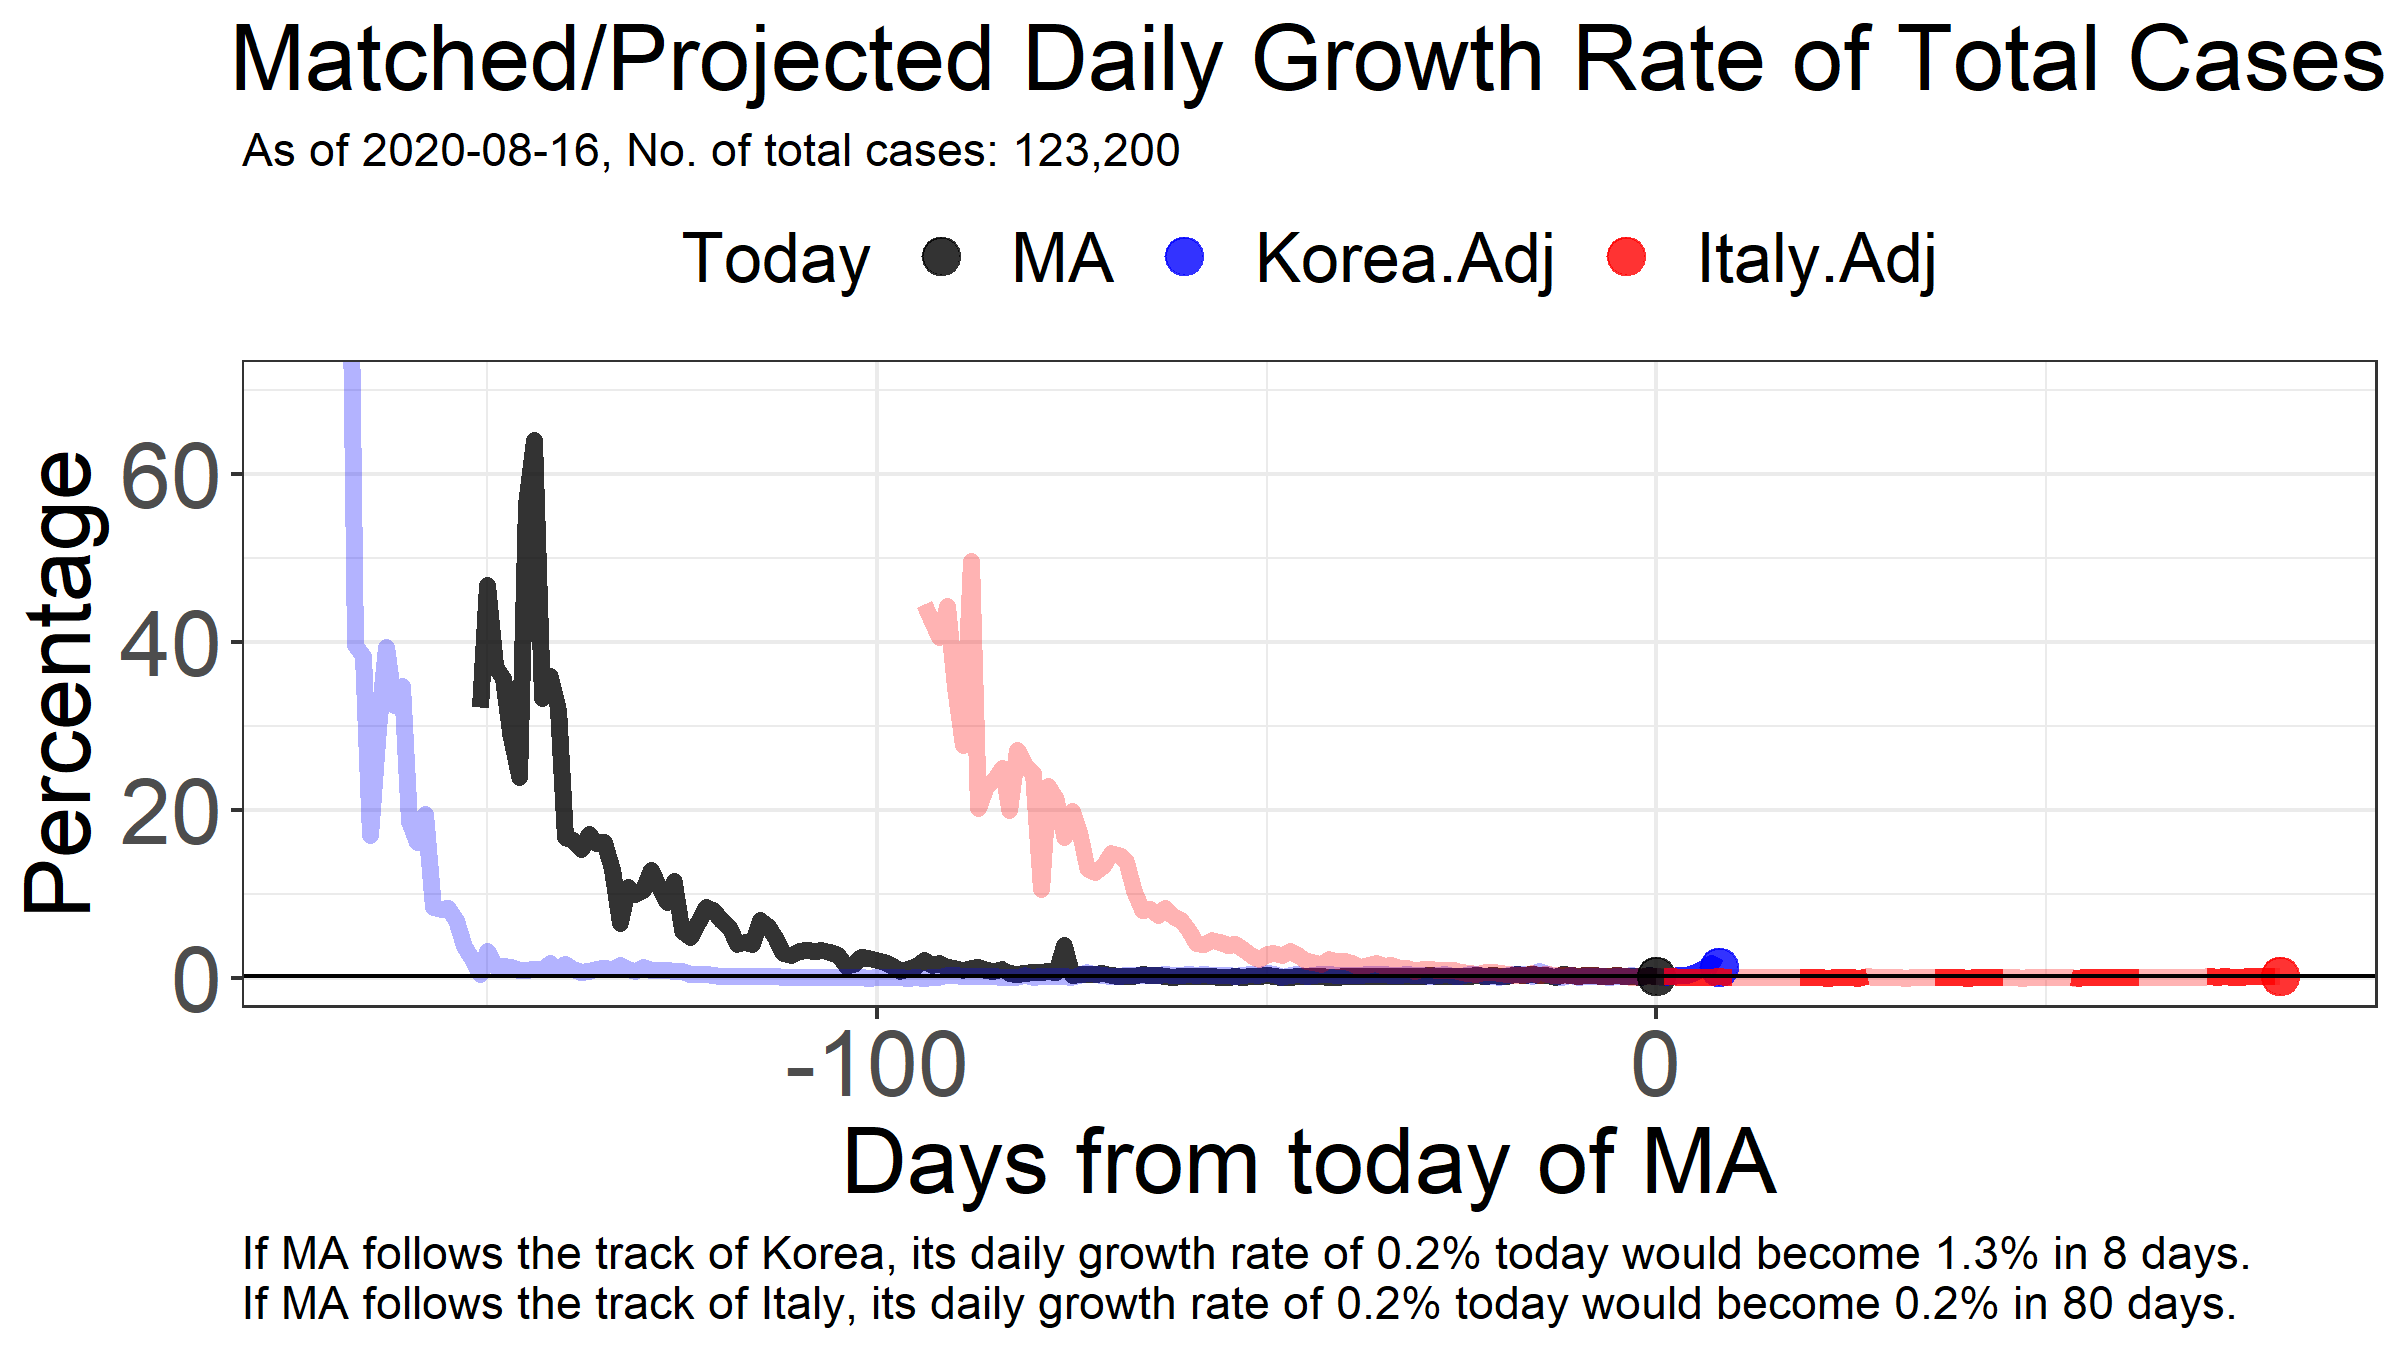 Matched/Projected Daily Growth Rate of Total Cases
As of 2020-08-16, No. of total cases: 123,200
Today MA Korea.Adj Italy.Adj
Percentage
60
40
20
0
-100 0
Days from today of MA
If MA follows the track of Korea, its daily growth rate of 0.2% today would become 1.3% in 8 days.
If MA follows the track of Italy, its daily growth rate of 0.2% today would become 0.2% in 80 days.